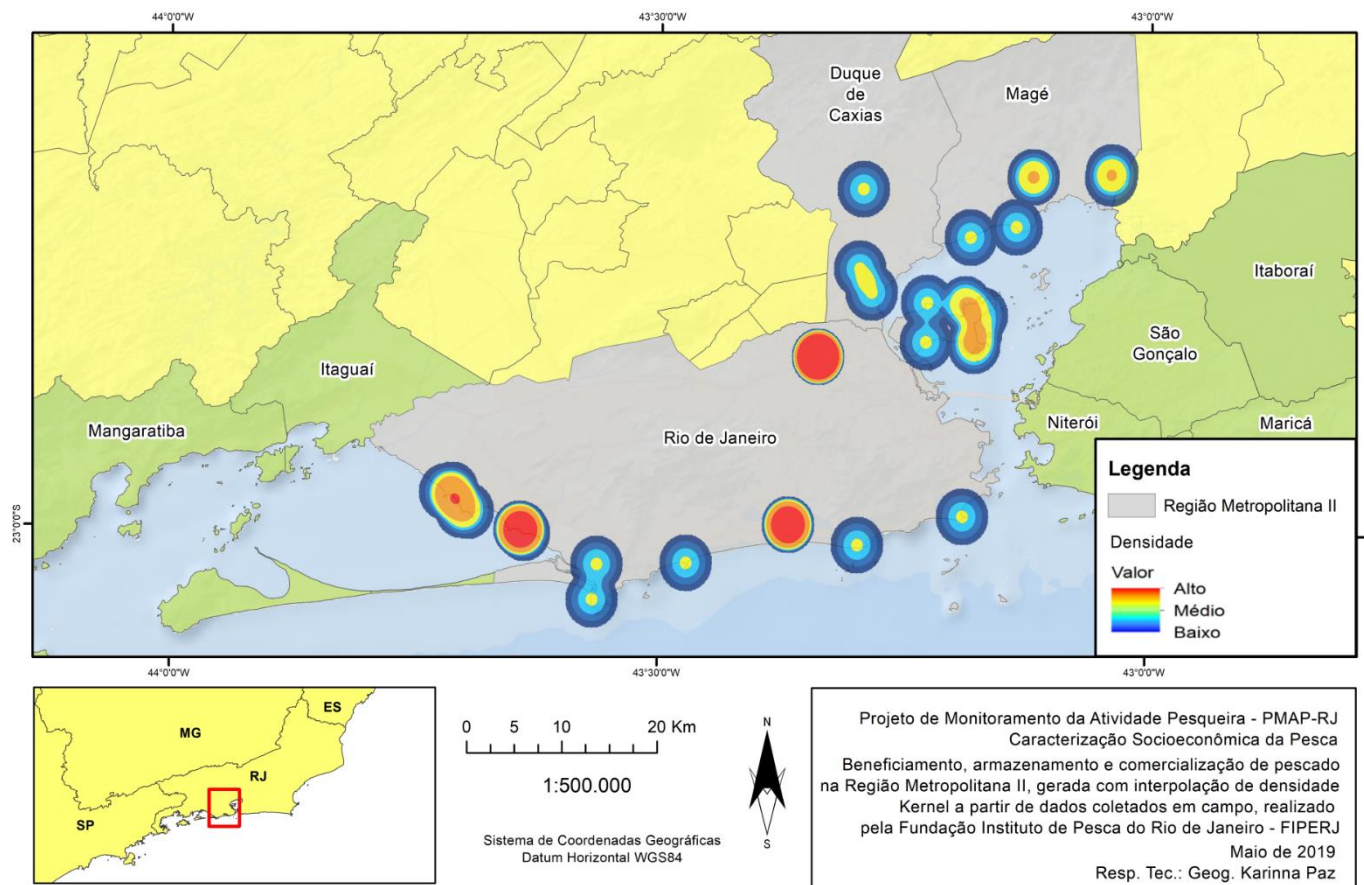 44°0'0"W
43°30'0"W
43°0'0"W
Duque
de
Caxias
Magé
Itaboraí
São
Gonçalo
Itaguaí
Mangaratiba
Rio de Janeiro
Niterói
Maricá
23°0'0"S
Legenda
Região Metropolitana II
Densidade
Valor
Alto
Médio
Baixo
44°0'0"W
43°30'0"W
43°0'0"W
ES
MG
RJ
SP
0 5 10 20 Km
1:500.000
Sistema de Coordenadas Geográficas
Datum Horizontal WGS84
N
S
Projeto de Monitoramento da Atividade Pesqueira - PMAP-RJ
Caracterização Socioeconômica da Pesca
Beneficiamento, armazenamento e comercialização de pescado
na Região Metropolitana II, gerada com interpolação de densidade
Kernel a partir de dados coletados em campo, realizado
pela Fundação Instituto de Pesca do Rio de Janeiro - FIPERJ
Maio de 2019
Resp. Tec.: Geog. Karinna Paz